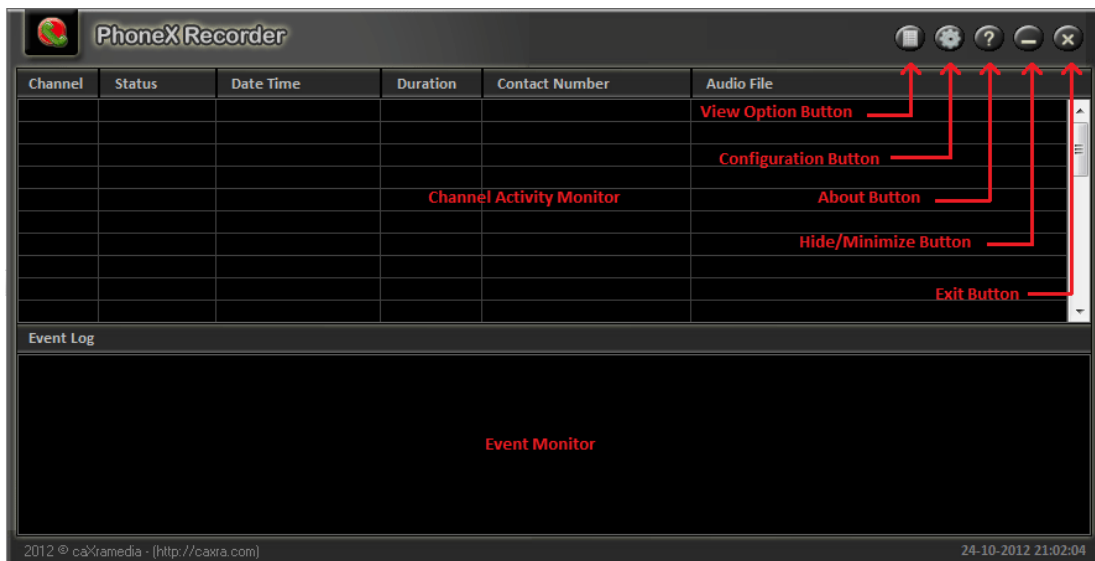 PhoneX Recorder
Channel Status Date Time Duration Contact Number Audio File
View Option Button
Configuration Button
Channel Activity Monitor About Button
Hide/Minimize Button
Exit Button
Event Log
Event Monitor
2012 © caXramedia - (http://caxra.com) 24-10-2012 21:02:04